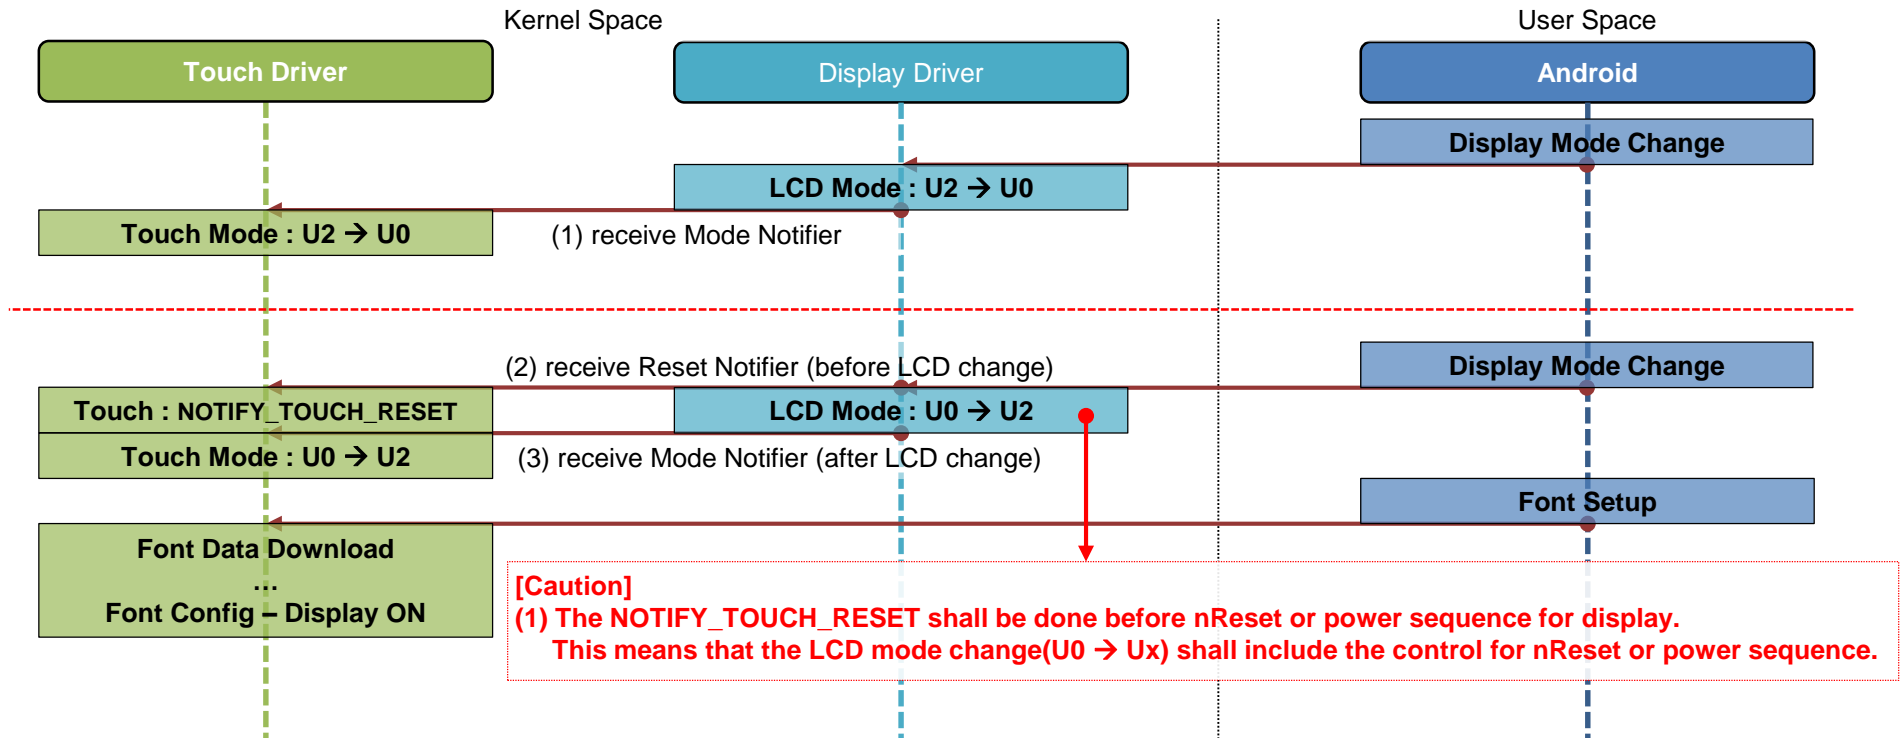 Kernel Space
User Space
Touch Driver
Display Driver
Android
Display Mode Change
LCD Mode : U2 → U0
Touch Mode : U2 → U0
(1) receive Mode Notifier
(2) receive Reset Notifier (before LCD change)
Display Mode Change
Touch : NOTIFY_TOUCH_RESET
LCD Mode : U0 → U2
Touch Mode : U0 → U2
(3) receive Mode Notifier (after LCD change)
Font Setup
Font Data Download
...
Font Config – Display ON
[Caution]
(1) The NOTIFY_TOUCH_RESET shall be done before nReset or power sequence for display.
This means that the LCD mode change(U0 → Ux) shall include the control for nReset or power sequence.